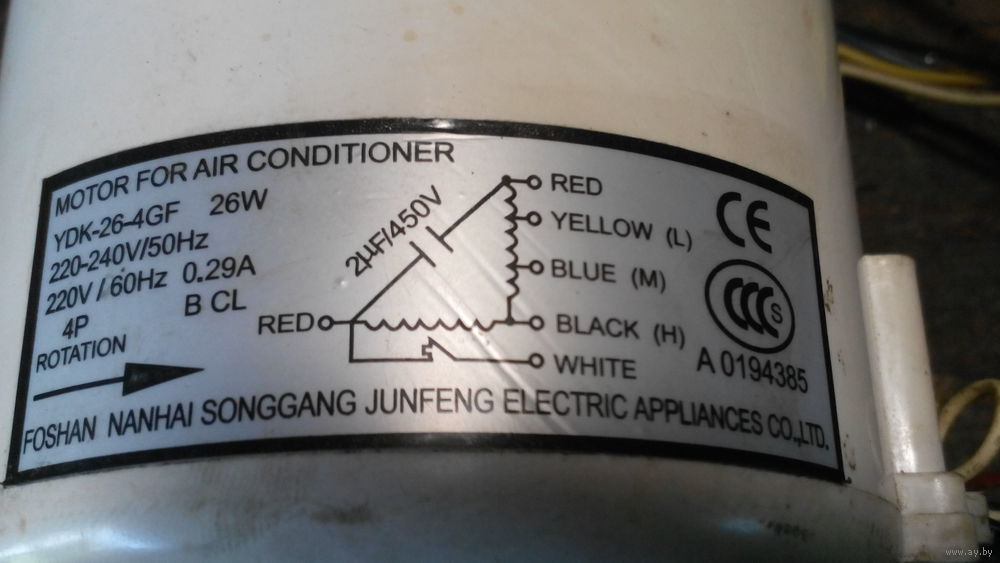 MOTOR FOR AIR CONDITIONER
YDK-26-4GF 26W
220-240V/50Hz
220V / 60Hz 0.29A
4P B CL
ROTATION
2μF/450V
RED
RED
YELLOW (L)
BLUE (M)
BLACK (H)
WHITE
CE
CCC S
A 0194385
FOSHAN NANHAI SONGGANG JUNFENG ELECTRIC APPLIANCES CO.,LTD.
www.ay.by